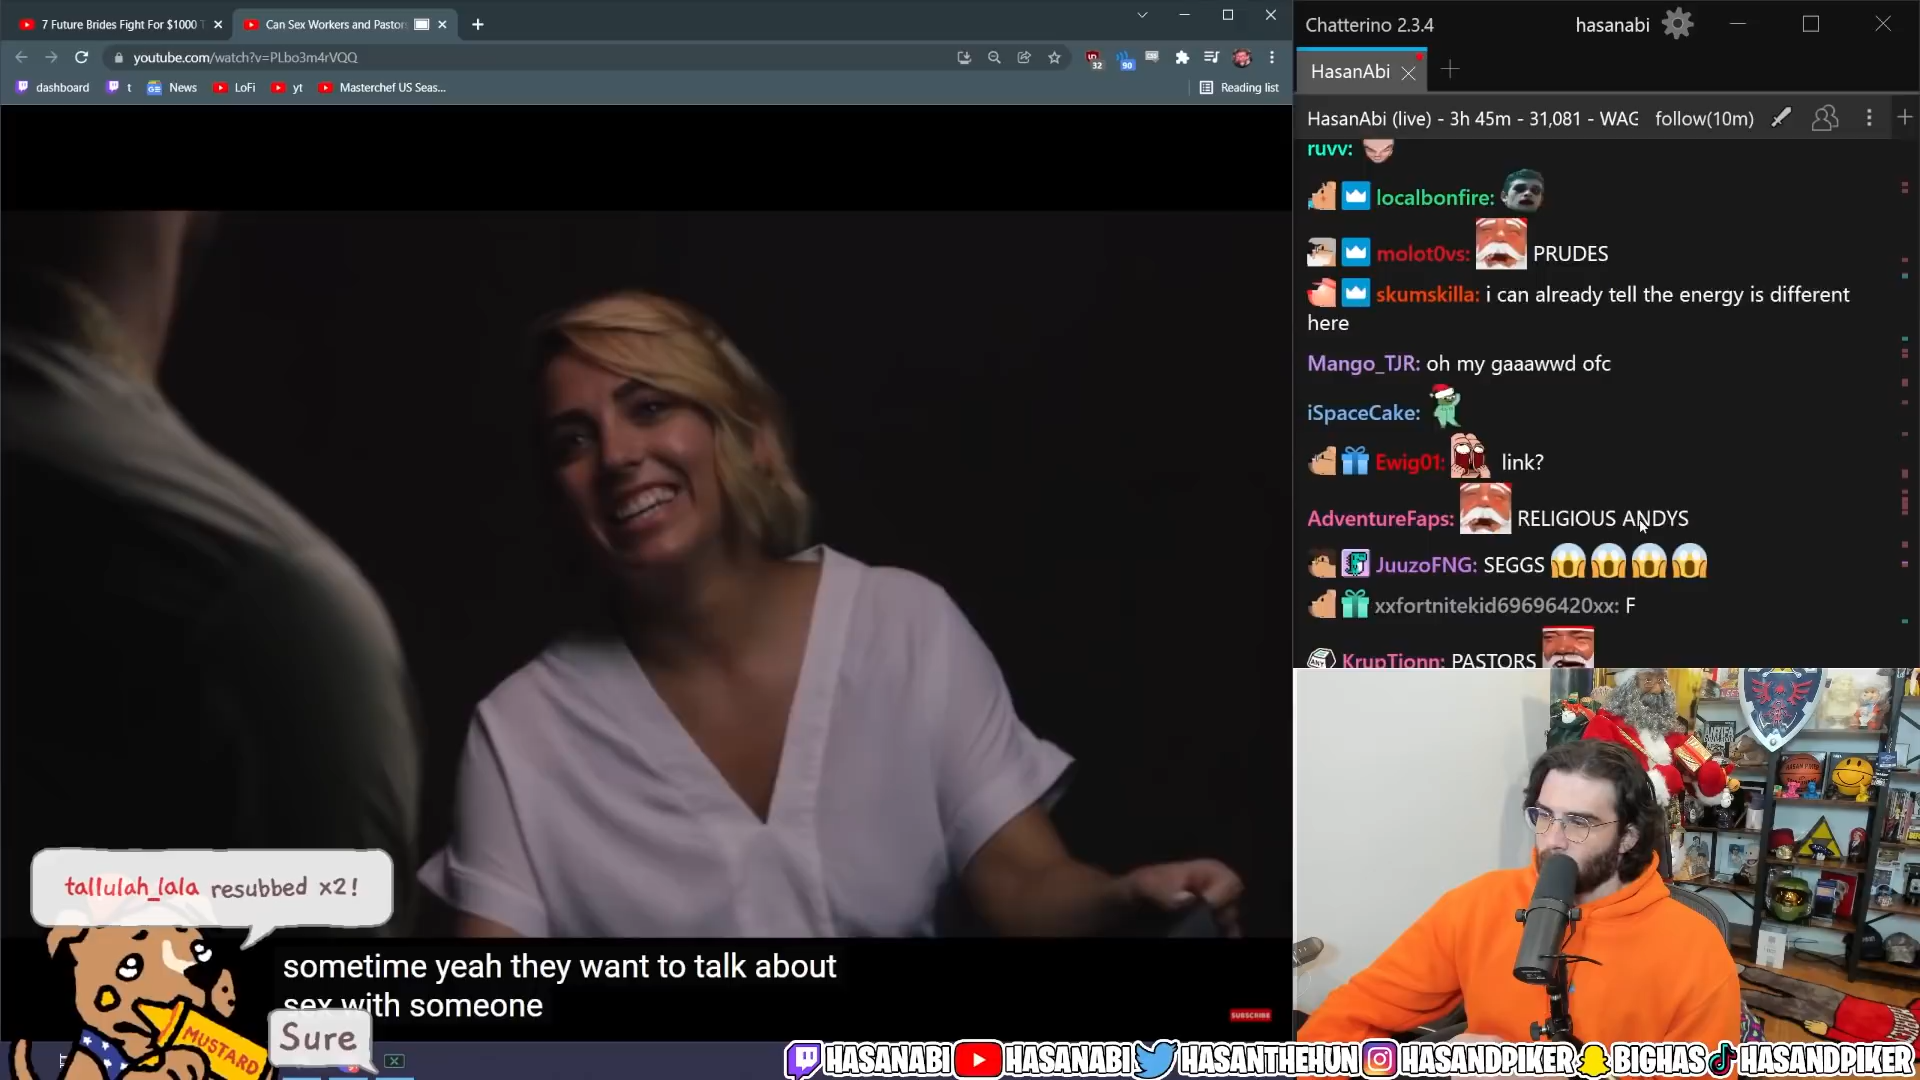 7 Future Brides Fight For $1000
Can Sex Workers and Pastor
youtube.com/watch?v=PLbo3m4rVQQ
32
90
dashboard
t
News
LoFi
yt
Masterchef US Seas...
Reading list
Chatterino 2.3.4
hasanabi
HasanAbi
HasanAbi (live) - 3h 45m - 31,081 - WAG
follow(10m)
ruvv:
localbonfire:
molot0vs: PRUDES
skumskilla: i can already tell the energy is different
here
Mango_TJR: oh my gaaawwd ofc
iSpaceCake:
Ewig01: link?
AdventureFaps: RELIGIOUS ANDYS
JuuzoFNG: SEGGS
xxfortnitekid69696420xx: F
KrupTionn: PASTORS
tallulah_lala resubbed x2!
sometime yeah they want to talk about
sex with someone
MUSTARD
Sure
SUBSCRIBE
HASANABI HASANABI HASANTHEHUN HASANDPIKER BIGHAS HASANDPIKER